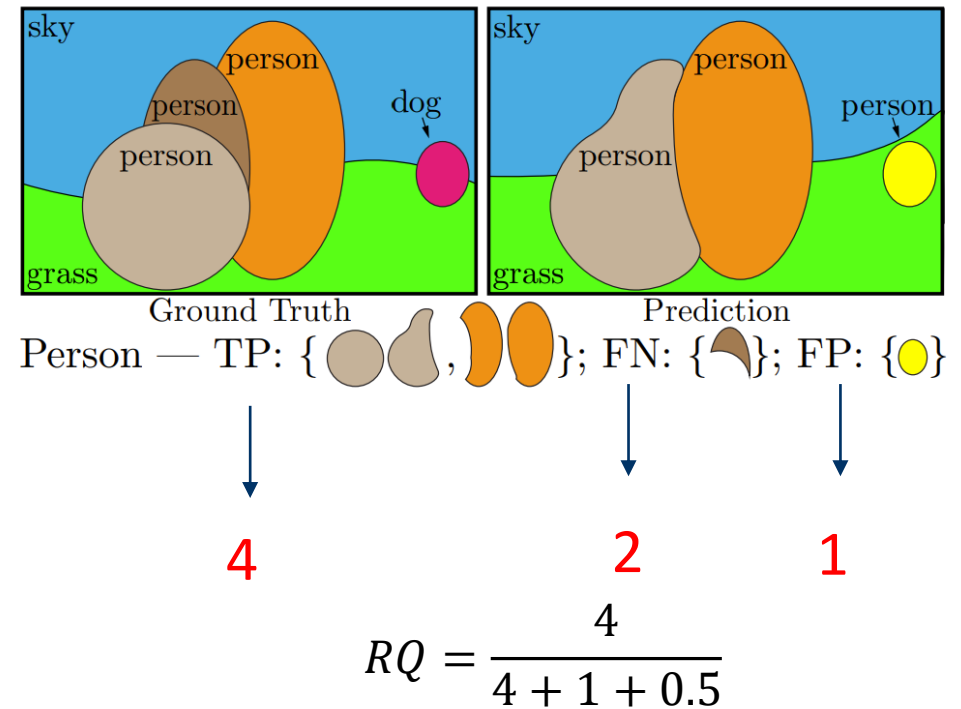 sky
person
person
person
dog
grass
sky
person
person
person
grass
Ground Truth
Prediction
Person — TP: { , }; FN: { }; FP: { }
4
2
1
RQ = 4 / (4 + 1 + 0.5)